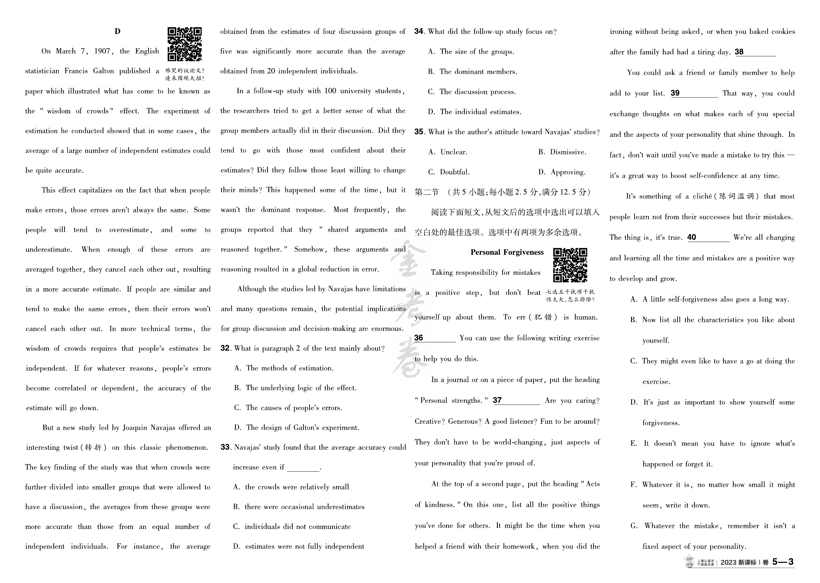 D
On March 7, 1907, the English
statistician Francis Galton published a
paper which illustrated what has come to be known as
the "wisdom of crowds" effect. The experiment of
estimation he conducted showed that in some cases, the
average of a large number of independent estimates could
be quite accurate.
This effect capitalizes on the fact that when people
make errors, those errors aren't always the same. Some
people will tend to overestimate, and some to
underestimate. When enough of these errors are
averaged together, they cancel each other out, resulting
in a more accurate estimate. If people are similar and
tend to make the same errors, then their errors won't
cancel each other out. In more technical terms, the
wisdom of crowds requires that people's estimates be
independent. If for whatever reasons, people's errors
become correlated or dependent, the accuracy of the
estimate will go down.
But a new study led by Joaquin Navajas offered an
interesting twist (转折) on this classic phenomenon.
The key finding of the study was that when crowds were
further divided into smaller groups that were allowed to
have a discussion, the averages from these groups were
more accurate than those from an equal number of
independent individuals. For instance, the average
obtained from the estimates of four discussion groups of
five was significantly more accurate than the average
obtained from 20 independent individuals.
In a follow-up study with 100 university students,
the researchers tried to get a better sense of what the
group members actually did in their discussion. Did they
tend to go with those most confident about their
estimates? Did they follow those least willing to change
their minds? This happened some of the time, but it
wasn't the dominant response. Most frequently, the
groups reported that they "shared arguments and
reasoned together." Somehow, these arguments and
reasoning resulted in a global reduction in error.
Although the studies led by Navajas have limitations
and many questions remain, the potential implications
for group discussion and decision-making are enormous.
32. What is paragraph 2 of the text mainly about?
A. The methods of estimation.
B. The underlying logic of the effect.
C. The causes of people's errors.
D. The design of Galton's experiment.
33. Navajas' study found that the average accuracy could
increase even if ________.
A. the crowds were relatively small
B. there were occasional underestimates
C. individuals did not communicate
D. estimates were not fully independent
34. What did the follow-up study focus on?
A. The size of the groups.
B. The dominant members.
C. The discussion process.
D. The individual estimates.
35. What is the author's attitude toward Navajas' studies?
A. Unclear. B. Dismissive.
C. Doubtful. D. Approving.
第二节 (共5小题;每小题2.5分,满分12.5分)
阅读下面短文,从短文后的选项中选出可以填入
空白处的最佳选项。选项中有两项为多余选项。
Personal Forgiveness
Taking responsibility for mistakes
is a positive step, but don't beat
yourself up about them. To err (犯错) is human.
36 ________ You can use the following writing exercise
to help you do this.
In a journal or on a piece of paper, put the heading
"Personal strengths." 37 ________ Are you caring?
Creative? Generous? A good listener? Fun to be around?
They don't have to be world-changing, just aspects of
your personality that you're proud of.
At the top of a second page, put the heading "Acts
of kindness." On this one, list all the positive things
you've done for others. It might be the time when you
helped a friend with their homework, when you did the
ironing without being asked, or when you baked cookies
after the family had had a tiring day. 38 ________
You could ask a friend or family member to help
add to your list. 39 ________ That way, you could
exchange thoughts on what makes each of you special
and the aspects of your personality that shine through. In
fact, don't wait until you've made a mistake to try this —
it's a great way to boost self-confidence at any time.
It's something of a cliché (陈词滥调) that most
people learn not from their successes but their mistakes.
The thing is, it's true. 40 ________ We're all changing
and learning all the time and mistakes are a positive way
to develop and grow.
A. A little self-forgiveness also goes a long way.
B. Now list all the characteristics you like about
yourself.
C. They might even like to have a go at doing the
exercise.
D. It's just as important to show yourself some
forgiveness.
E. It doesn't mean you have to ignore what's
happened or forget it.
F. Whatever it is, no matter how small it might
seem, write it down.
G. Whatever the mistake, remember it isn't a
fixed aspect of your personality.
2023 新课标Ⅰ卷 5—3